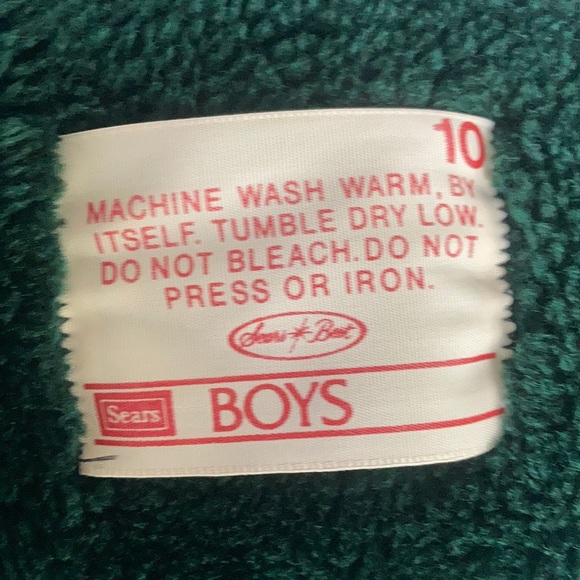 10
MACHINE WASH WARM, BY
ITSELF. TUMBLE DRY LOW.
DO NOT BLEACH. DO NOT
PRESS OR IRON.
Sears Best
Sears BOYS